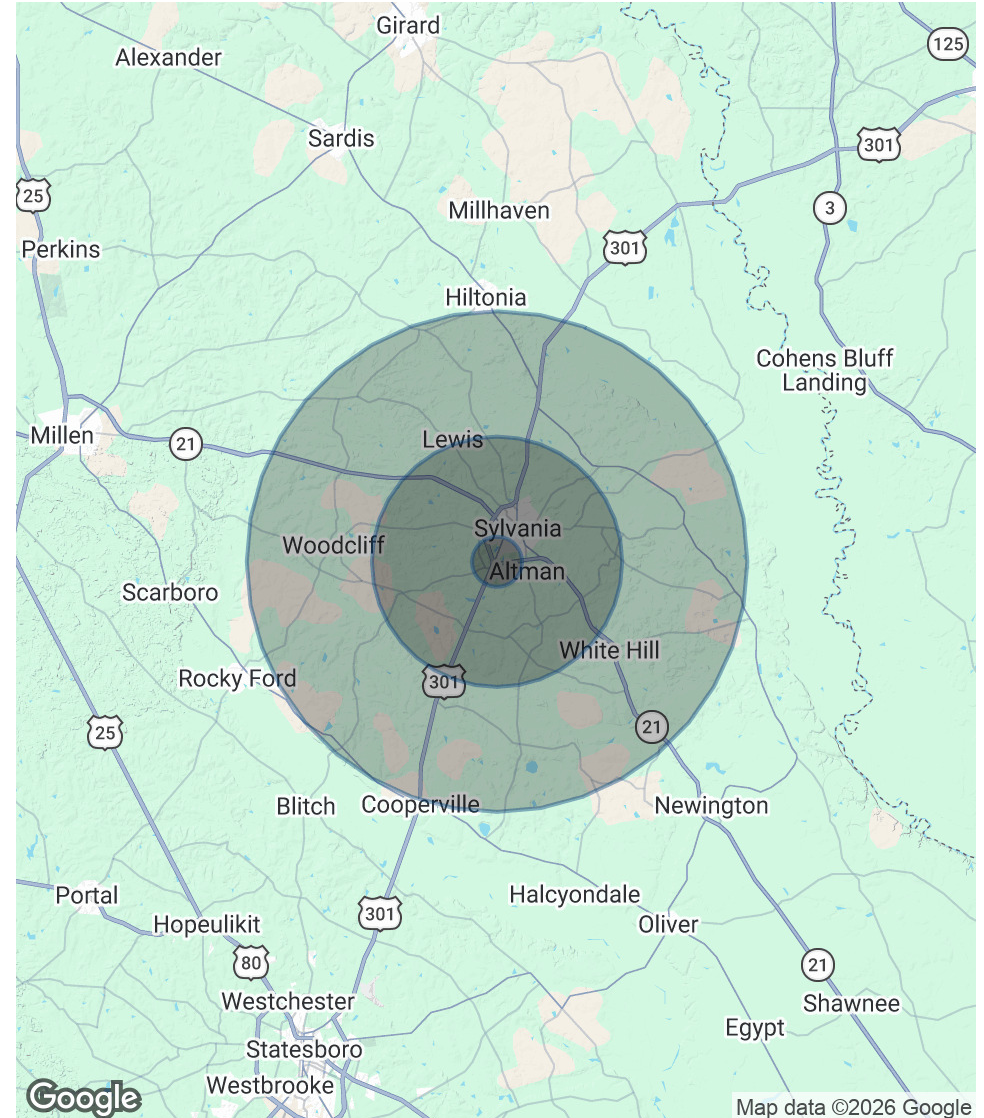 Girard
Alexander
125
Sardis
301
25
3
Millhaven
301
Perkins
Hiltonia
Cohens Bluff
Landing
Millen
21
Lewis
Sylvania
Woodcliff
Altman
Scarboro
White Hill
Rocky Ford
301
25
21
Blitch
Cooperville
Newington
Portal
Halcyondale
301
Hopeulikit
Oliver
80
21
Westchester
Shawnee
Egypt
Statesboro
Westbrooke
Google
Map data ©2026 Google